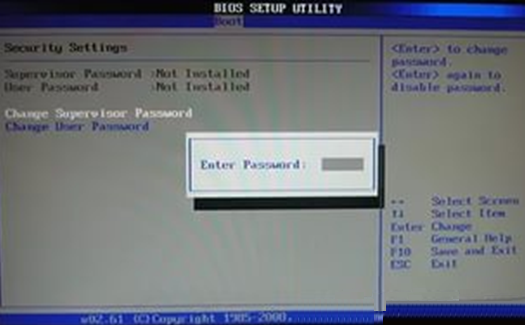 BIOS SETUP UTILITY
Boot
Security Settings
Supervisor Password :Not Installed
User Password :Not Installed
Change Supervisor Password
Change User Password
Enter Password:
<Enter> to change
password.
<Enter> again to
disable password.
↔ Select Screen
↑↓ Select Item
Enter Change
F1 General Help
F10 Save and Exit
ESC Exit
v02.61 (C)Copyright 1985-2008,